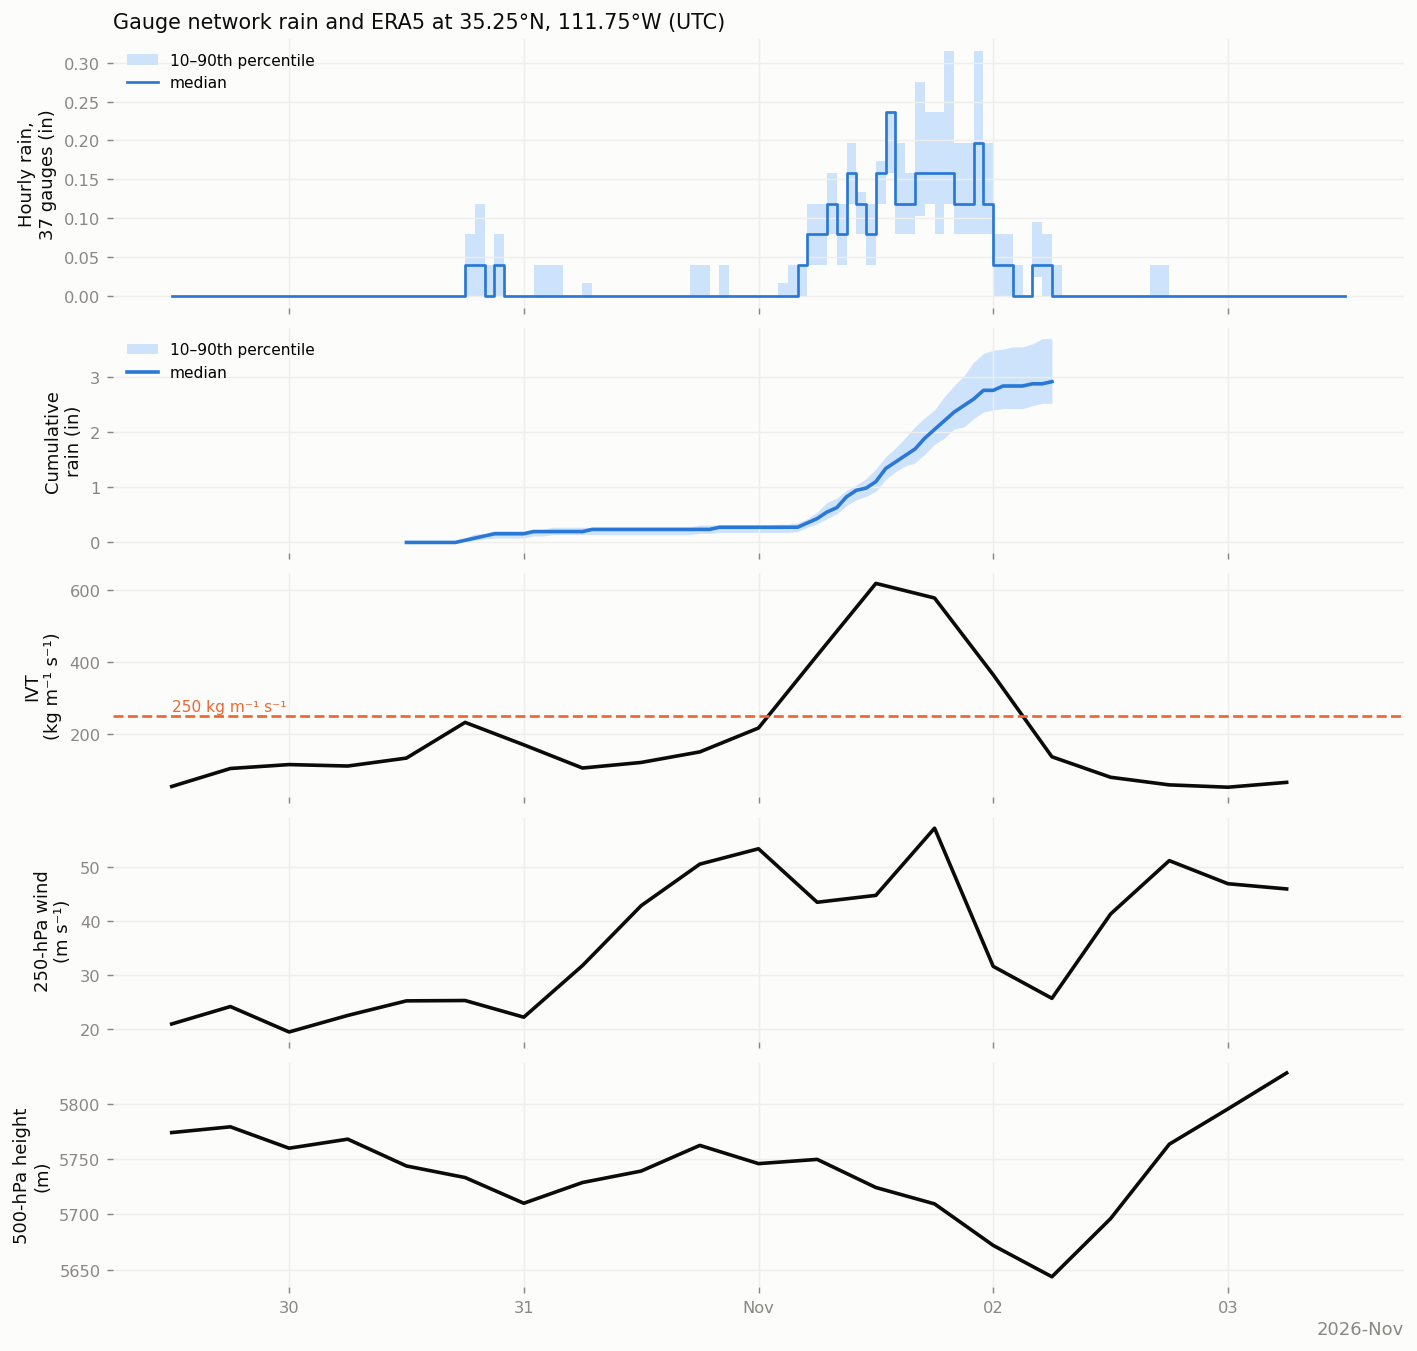 Gauge network rain and ERA5 at 35.25°N, 111.75°W (UTC)
10–90th percentile
median
Hourly rain,
37 gauges (in)
0.30
0.25
0.20
0.15
0.10
0.05
0.00
10–90th percentile
median
Cumulative
rain (in)
3
2
1
0
IVT
(kg m⁻¹ s⁻¹)
600
400
200
250 kg m⁻¹ s⁻¹
250-hPa wind
(m s⁻¹)
50
40
30
20
500-hPa height
(m)
5800
5750
5700
5650
30 31 Nov 02 03
2026-Nov